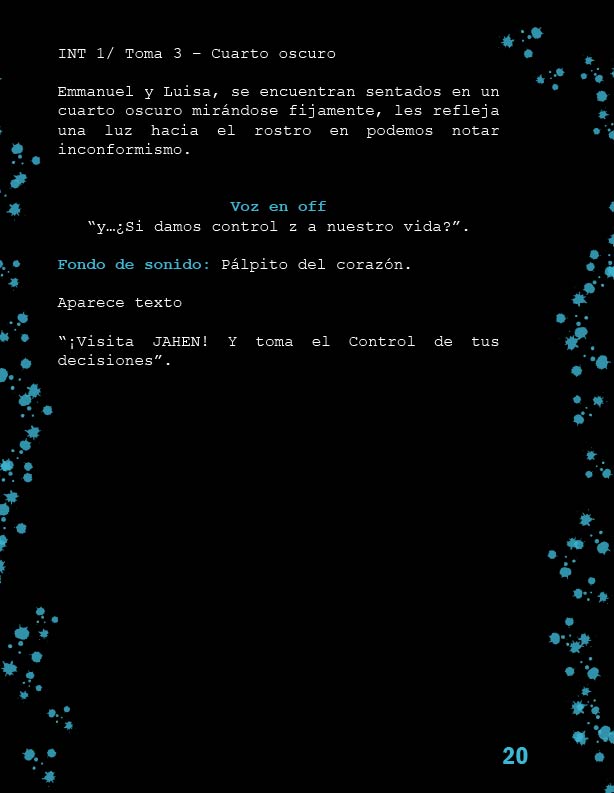 INT 1/ Toma 3 – Cuarto oscuro
Emmanuel y Luisa, se encuentran sentados en un
cuarto oscuro mirándose fijamente, les refleja
una luz hacia el rostro en podemos notar
inconformismo.
Voz en off
“y…¿Si damos control z a nuestro vida?”.
Fondo de sonido: Pálpito del corazón.
Aparece texto
“¡Visita JAHEN! Y toma el Control de tus
decisiones”.
20